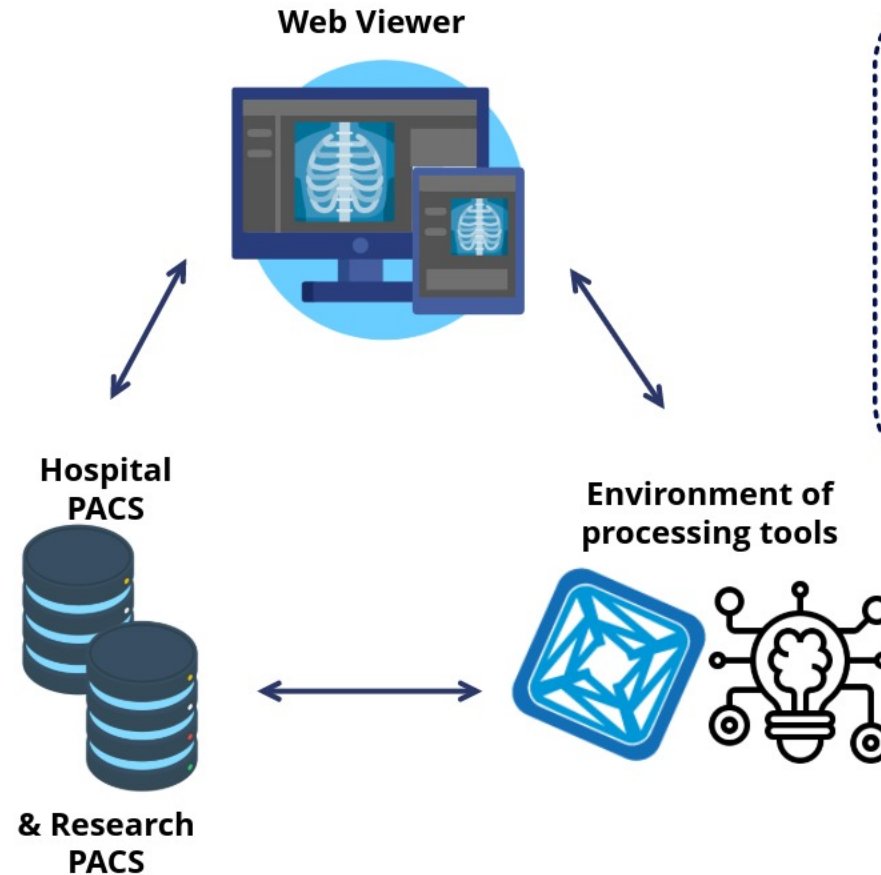 Web Viewer
Hospital
PACS
Environment of
processing tools
& Research
PACS